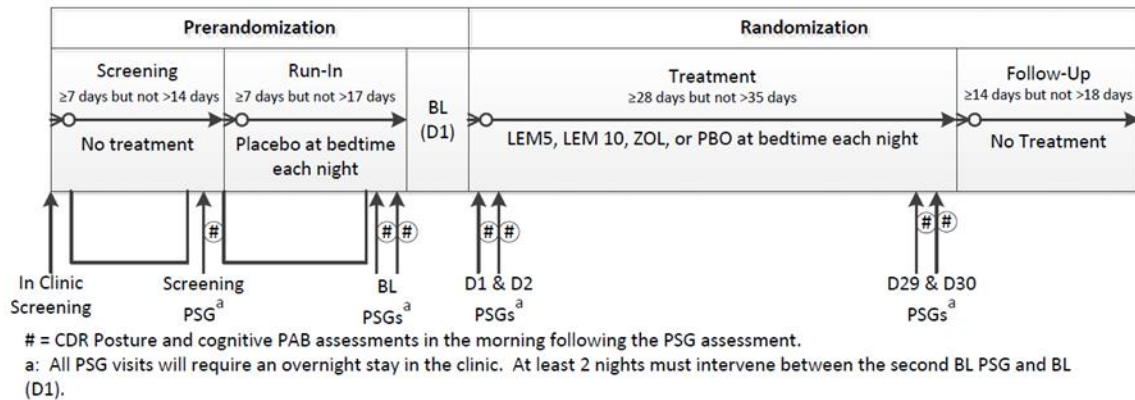 Prerandomization
Randomization
Screening
≥7 days but not >14 days
No treatment
Run-In
≥7 days but not >17 days
Placebo at bedtime
each night
BL
(D1)
Treatment
≥28 days but not >35 days
LEM5, LEM 10, ZOL, or PBO at bedtime each night
Follow-Up
≥14 days but not >18 days
No Treatment
#
# #
# #
# #
In Clinic
Screening
Screening
PSGᵃ
BL
PSGsᵃ
D1 & D2
PSGsᵃ
D29 & D30
PSGsᵃ
# = CDR Posture and cognitive PAB assessments in the morning following the PSG assessment.
a: All PSG visits will require an overnight stay in the clinic. At least 2 nights must intervene between the second BL PSG and BL
(D1).